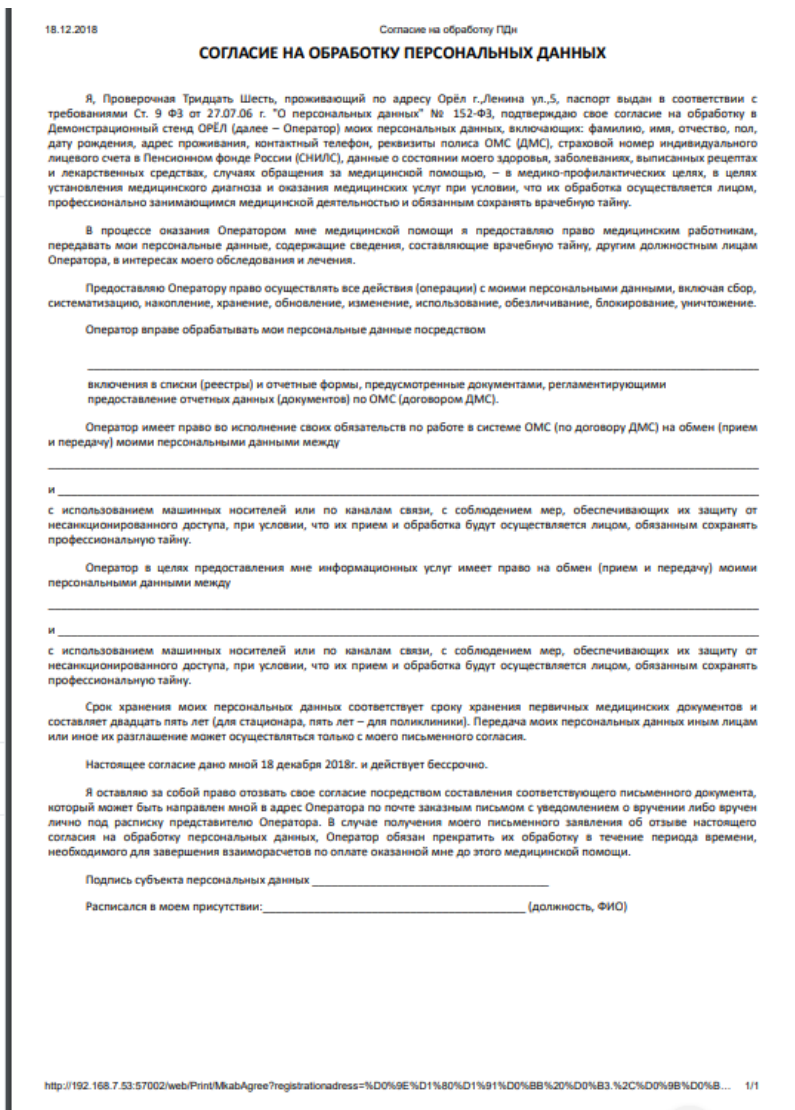 18.12.2018 Согласие на обработку ПДн
СОГЛАСИЕ НА ОБРАБОТКУ ПЕРСОНАЛЬНЫХ ДАННЫХ
Я, Проверочная Тридцать Шесть, проживающий по адресу Орёл г.,Ленина ул.,5, паспорт выдан в соответствии с
требованиями Ст. 9 ФЗ от 27.07.06 г. "О персональных данных" № 152-ФЗ, подтверждаю свое согласие на обработку в
Демонстрационный стенд ОРЁЛ (далее – Оператор) моих персональных данных, включающих: фамилию, имя, отчество, пол,
дату рождения, адрес проживания, контактный телефон, реквизиты полиса ОМС (ДМС), страховой номер индивидуального
лицевого счета в Пенсионном фонде России (СНИЛС), данные о состоянии моего здоровья, заболеваниях, выписанных рецептах
и лекарственных средствах, случаях обращения за медицинской помощью, – в медико-профилактических целях, в целях
установления медицинского диагноза и оказания медицинских услуг при условии, что их обработка осуществляется лицом,
профессионально занимающимся медицинской деятельностью и обязанным сохранять врачебную тайну.
В процессе оказания Оператором мне медицинской помощи я предоставляю право медицинским работникам,
передавать мои персональные данные, содержащие сведения, составляющие врачебную тайну, другим должностным лицам
Оператора, в интересах моего обследования и лечения.
Предоставляю Оператору право осуществлять все действия (операции) с моими персональными данными, включая сбор,
систематизацию, накопление, хранение, обновление, изменение, использование, обезличивание, блокирование, уничтожение.
Оператор вправе обрабатывать мои персональные данные посредством
включения в списки (реестры) и отчетные формы, предусмотренные документами, регламентирующими
предоставление отчетных данных (документов) по ОМС (договором ДМС).
Оператор имеет право во исполнение своих обязательств по работе в системе ОМС (по договору ДМС) на обмен (прием
и передачу) моими персональными данными между
и
с использованием машинных носителей или по каналам связи, с соблюдением мер, обеспечивающих их защиту от
несанкционированного доступа, при условии, что их прием и обработка будут осуществляется лицом, обязанным сохранять
профессиональную тайну.
Оператор в целях предоставления мне информационных услуг имеет право на обмен (прием и передачу) моими
персональными данными между
и
с использованием машинных носителей или по каналам связи, с соблюдением мер, обеспечивающих их защиту от
несанкционированного доступа, при условии, что их прием и обработка будут осуществляется лицом, обязанным сохранять
профессиональную тайну.
Срок хранения моих персональных данных соответствует сроку хранения первичных медицинских документов и
составляет двадцать пять лет (для стационара, пять лет – для поликлиники). Передача моих персональных данных иным лицам
или иное их разглашение может осуществляться только с моего письменного согласия.
Настоящее согласие дано мной 18 декабря 2018г. и действует бессрочно.
Я оставляю за собой право отозвать свое согласие посредством составления соответствующего письменного документа,
который может быть направлен мной в адрес Оператора по почте заказным письмом с уведомлением о вручении либо вручен
лично под расписку представителю Оператора. В случае получения моего письменного заявления об отзыве настоящего
согласия на обработку персональных данных, Оператор обязан прекратить их обработку в течение периода времени,
необходимого для завершения взаиморасчетов по оплате оказанной мне до этого медицинской помощи.
Подпись субъекта персональных данных
Расписался в моем присутствии: (должность, ФИО)
http://192.168.7.53:57002/web/Print/MkabAgree?registrationadress=%D0%9E%D1%80%D1%91%D0%BB%20%D0%B3.%2C%D0%9B%D0%B... 1/1